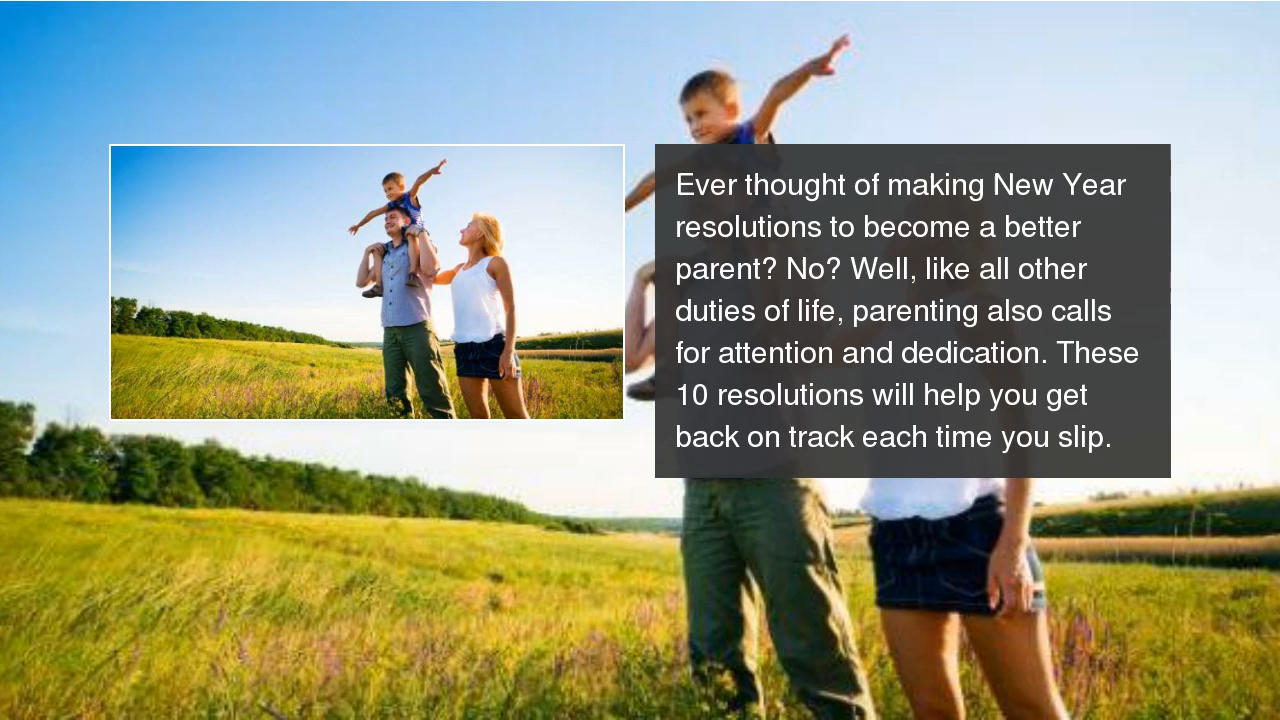 Ever thought of making New Year
resolutions to become a better
parent? No? Well, like all other
duties of life, parenting also calls
for attention and dedication. These
10 resolutions will help you get
back on track each time you slip.